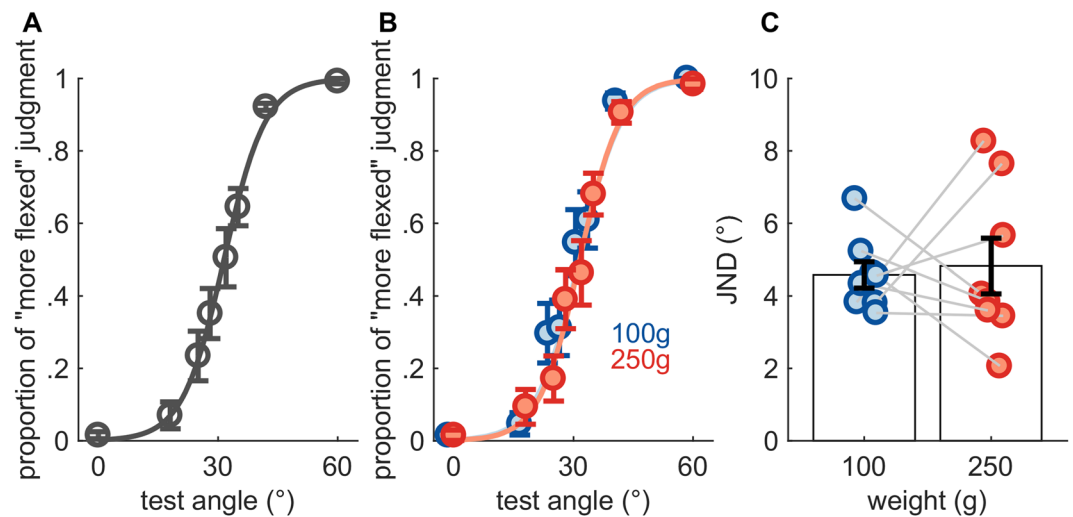 A
proportion of "more flexed" judgment
1
.8
.6
.4
.2
0
0 30 60
test angle (°)
B
proportion of "more flexed" judgment
1
.8
.6
.4
.2
0
100g
250g
0 30 60
test angle (°)
C
JND (°)
10
8
6
4
2
0
100 250
weight (g)